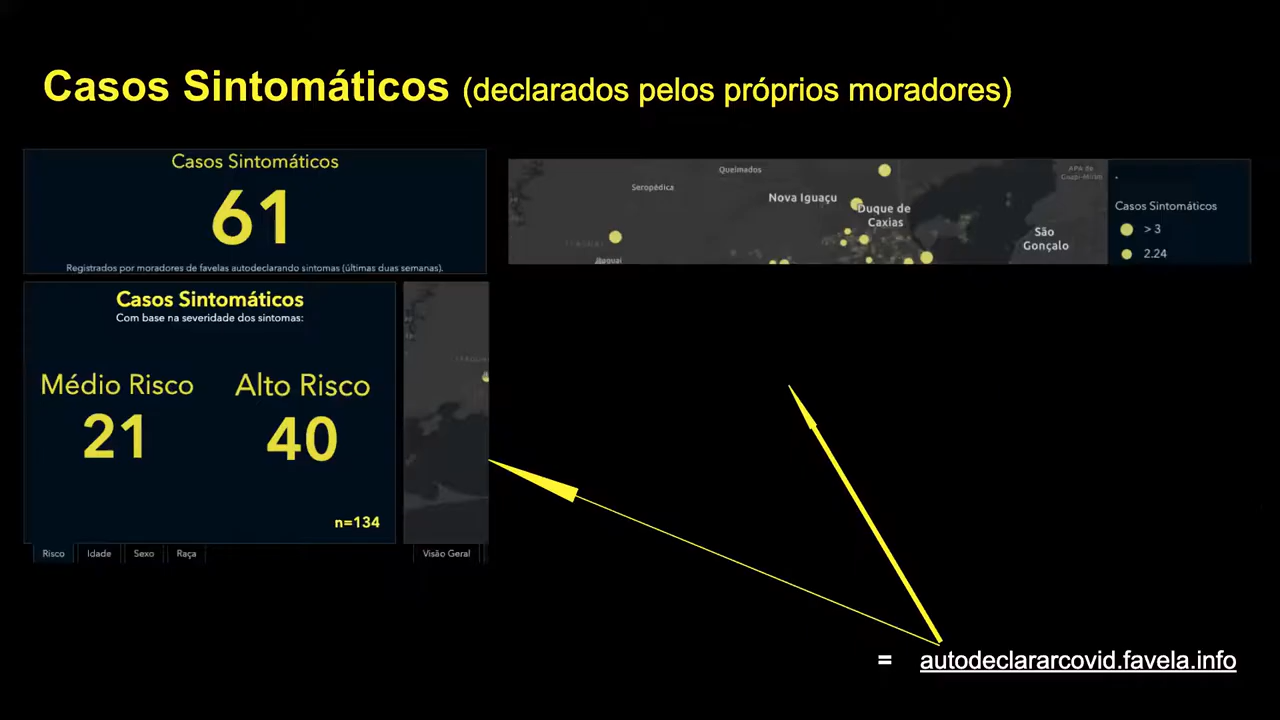 Casos Sintomáticos (declarados pelos próprios moradores)
Casos Sintomáticos
61
Registrados por moradores de favelas autodeclarando sintomas (últimas duas semanas).
Casos Sintomáticos
Com base na severidade dos sintomas:
Médio Risco Alto Risco
21 40
n=134
Risco Idade Sexo Raça
Visão Geral
Queimados
Seropédica
Nova Iguaçu
Duque de
Caxias
São
Gonçalo
APA de
Casos Sintomáticos
> 3
2.24
= autodeclararcovid.favela.info